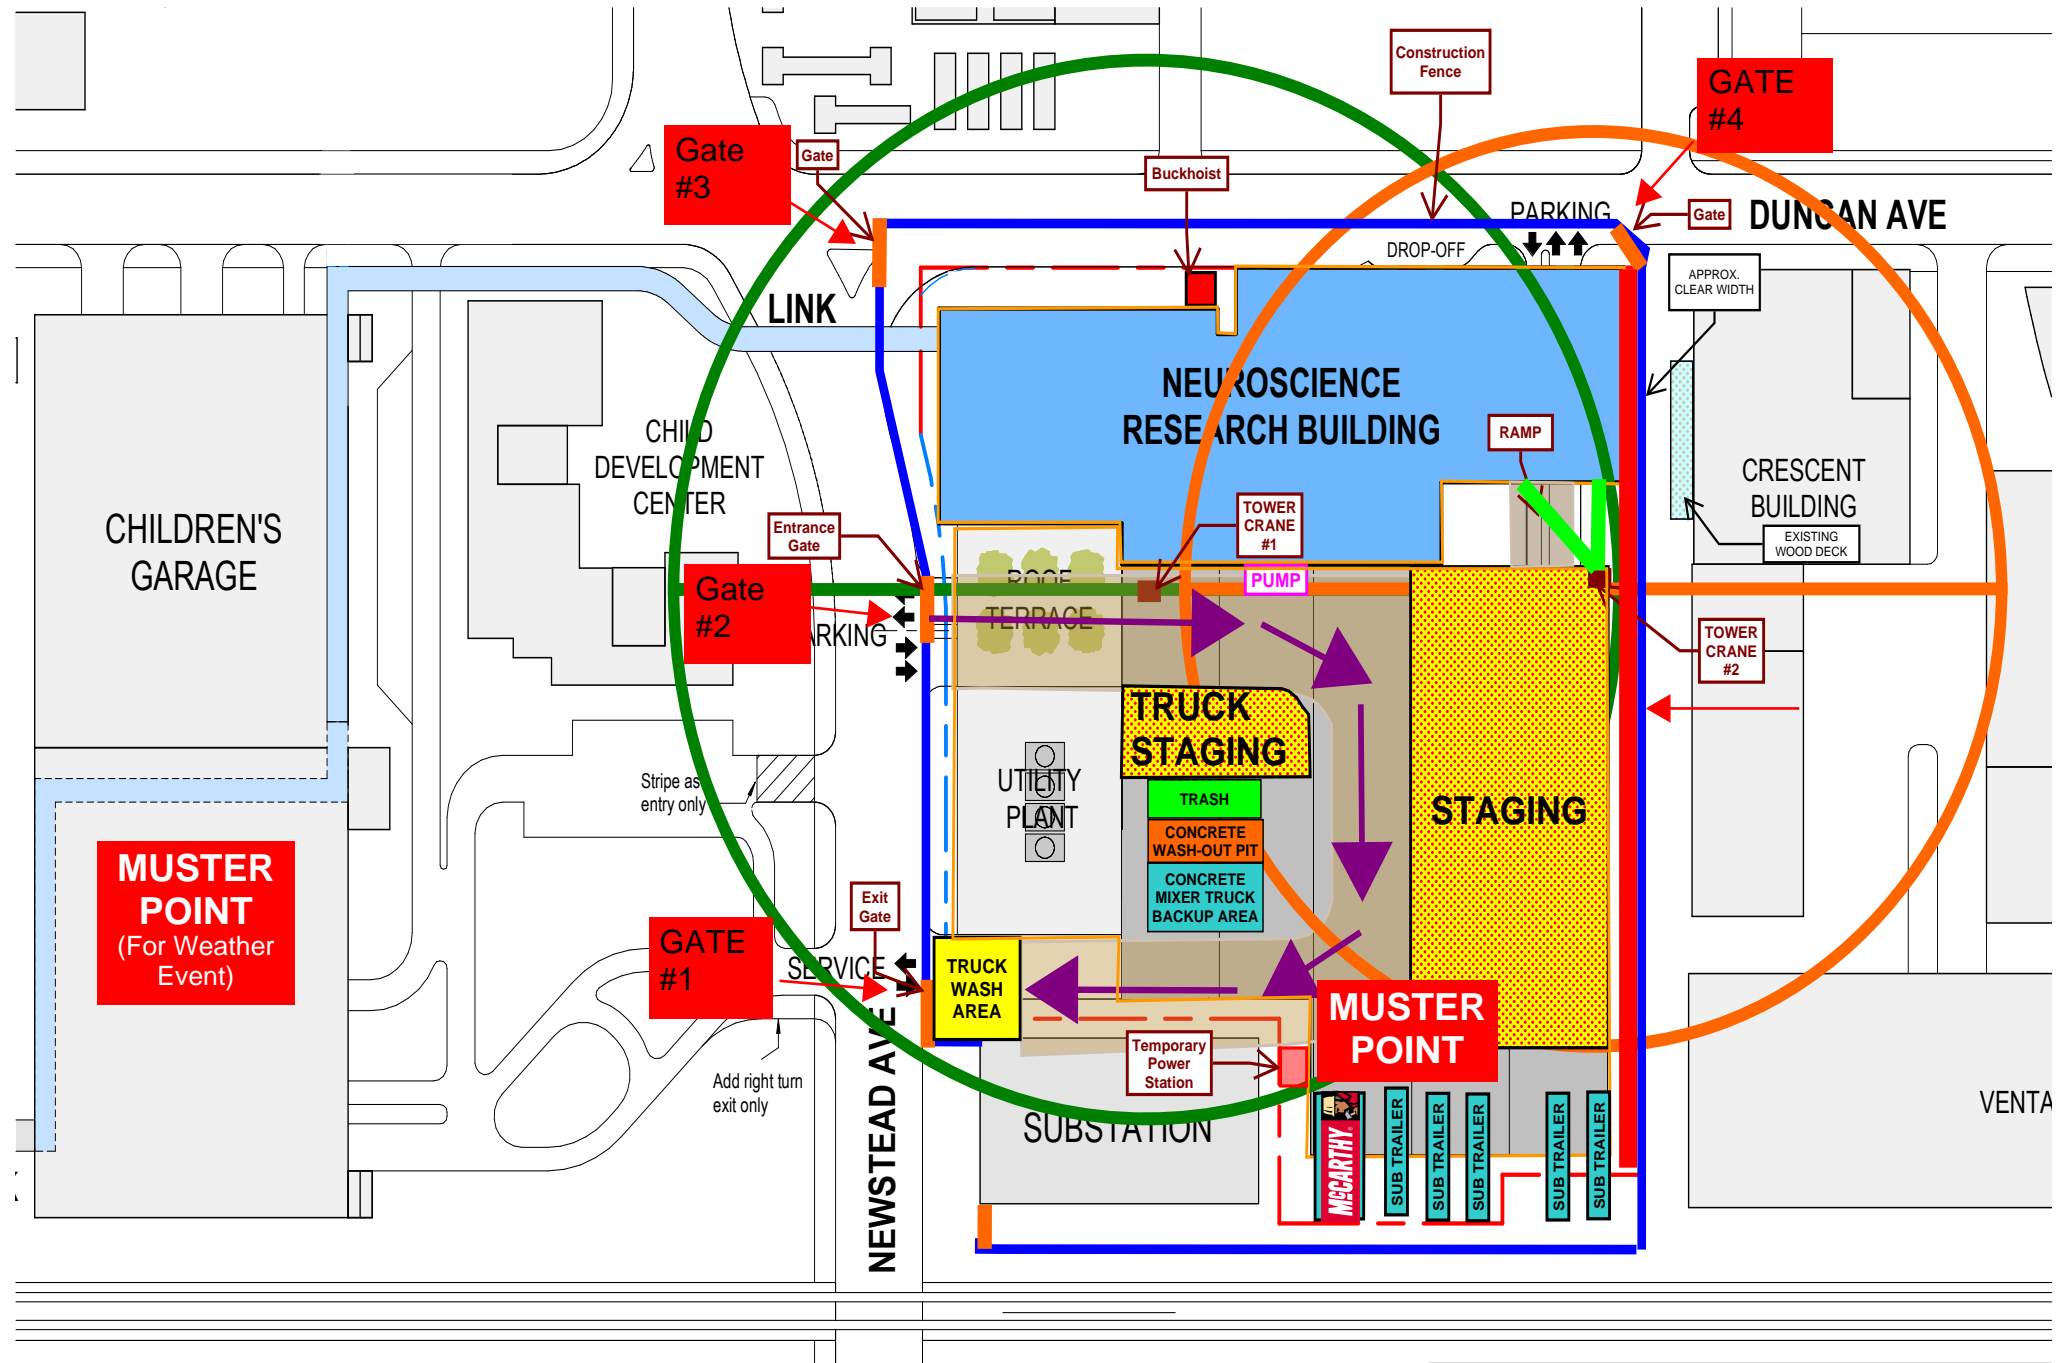 Construction
Fence
GATE
#4
Gate
#3
Gate
Buckhoist
PARKING
Gate
DUNCAN AVE
DROP-OFF
APPROX.
CLEAR WIDTH
LINK
NEUROSCIENCE
RESEARCH BUILDING
RAMP
CHILD
DEVELOPMENT
CENTER
CRESCENT
BUILDING
EXISTING
WOOD DECK
CHILDREN'S
GARAGE
Entrance
Gate
TOWER
CRANE
#1
PUMP
ROOF
TERRACE
Gate
#2
ARKING
TOWER
CRANE
#2
TRUCK
STAGING
UTILITY
PLANT
Stripe as
entry only
TRASH
CONCRETE
WASH-OUT PIT
CONCRETE
MIXER TRUCK
BACKUP AREA
STAGING
MUSTER
POINT
(For Weather
Event)
Exit
Gate
GATE
#1
SERVICE
TRUCK
WASH
AREA
MUSTER
POINT
Temporary
Power
Station
Add right turn
exit only
NEWSTEAD AVE
SUBSTATION
McCARTHY
SUB TRAILER
SUB TRAILER
SUB TRAILER
SUB TRAILER
SUB TRAILER
VENTA